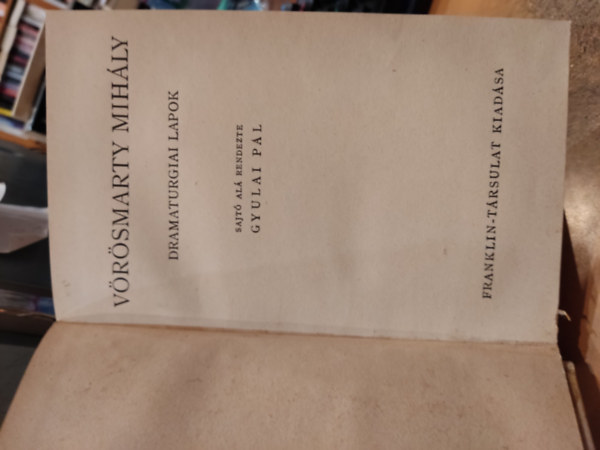 VÖRÖSMARTY MIHÁLY
DRAMATURGIAI LAPOK
SAJTÓ ALÁ RENDEZTE
GYULAI PÁL
FRANKLIN-TÁRSULAT KIADÁSA